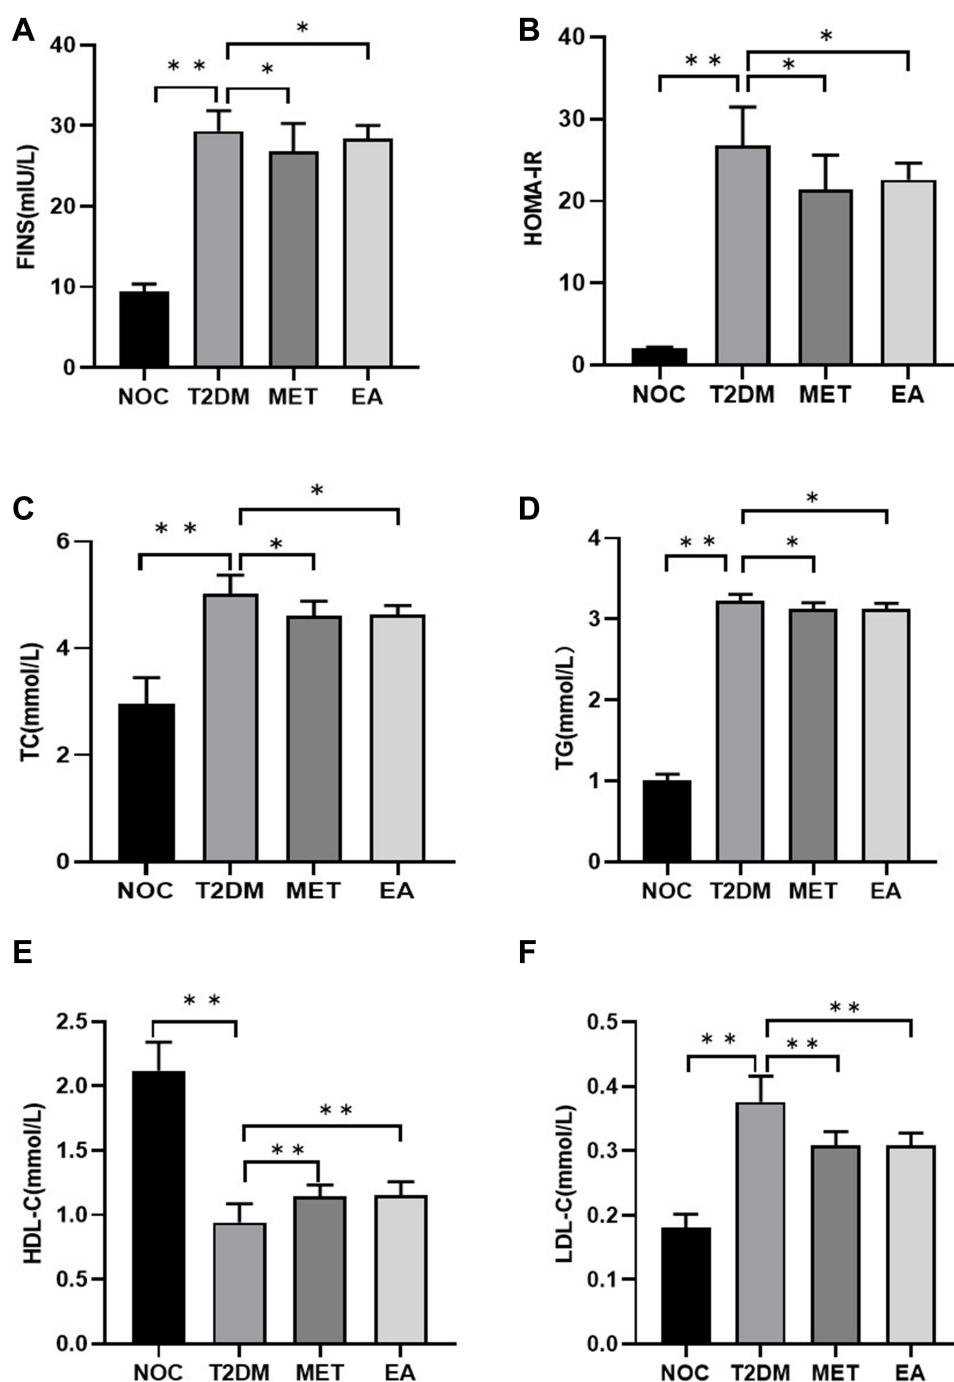 A
FINS(mIU/L)
40
30
20
10
0
* *
*
*
NOC T2DM MET EA
B
HOMA-IR
40
30
20
10
0
* *
*
*
NOC T2DM MET EA
C
TC(mmol/L)
6
4
2
0
* *
*
*
NOC T2DM MET EA
D
TG(mmol/L）
4
3
2
1
0
* *
*
*
NOC T2DM MET EA
E
HDL-C(mmol/L)
2.5
2.0
1.5
1.0
0.5
0.0
* *
* *
* *
NOC T2DM MET EA
F
LDL-C(mmol/L)
0.5
0.4
0.3
0.2
0.1
0.0
* *
* *
* *
NOC T2DM MET EA